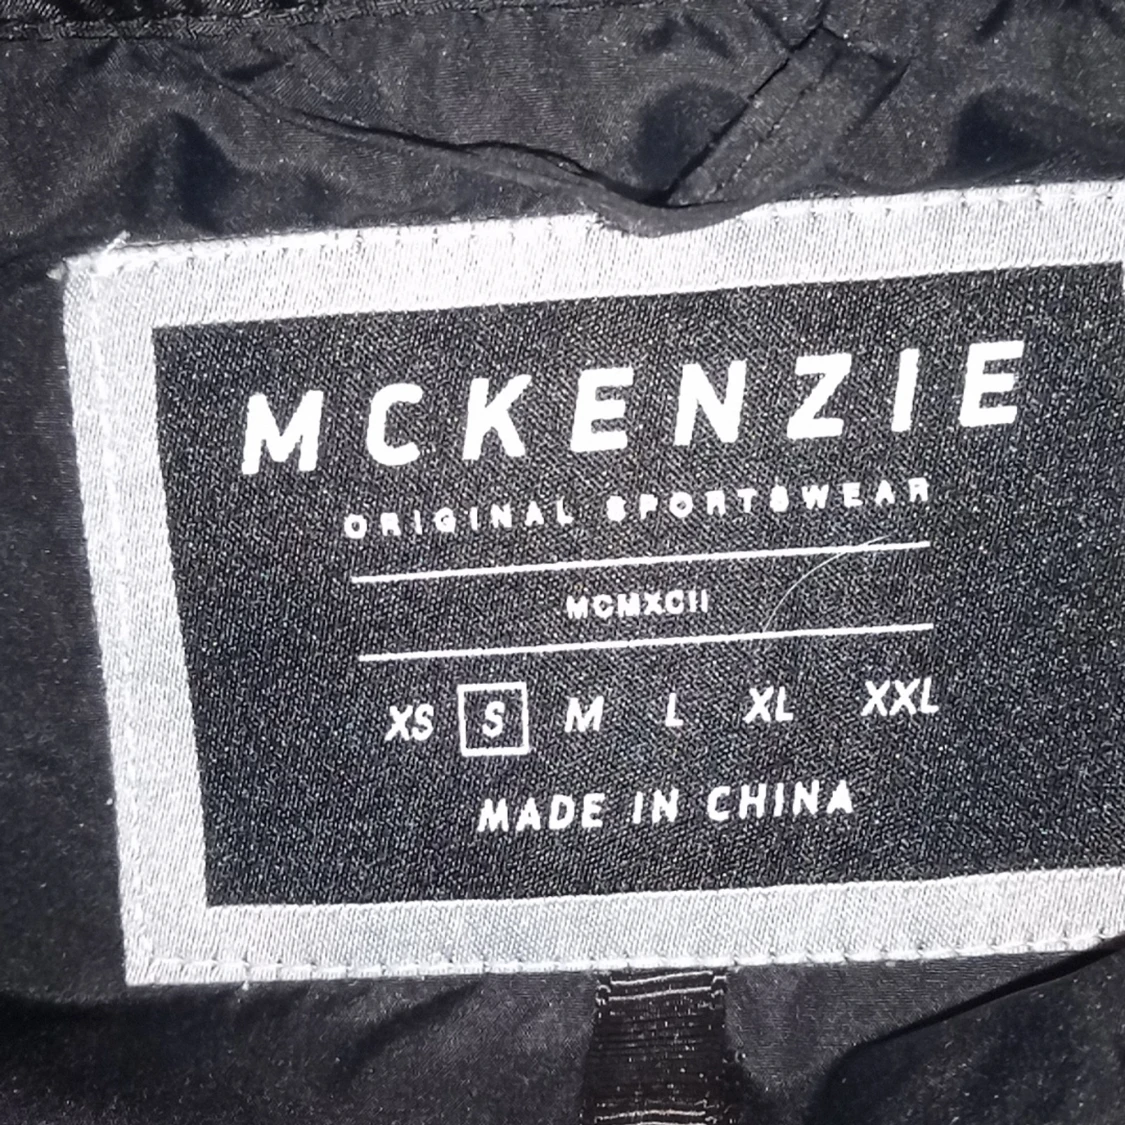 MCKENZIE
ORIGINAL SPORTSWEAR
MCMXCII
XS S M L XL XXL
MADE IN CHINA